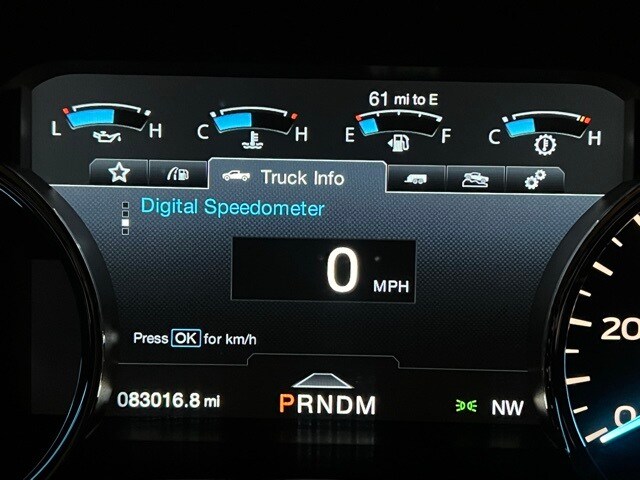 61 mi to E
L H C H E F C H
Truck Info
Digital Speedometer
0 MPH
Press OK for km/h
20
083016.8 mi PRNDM NW 0